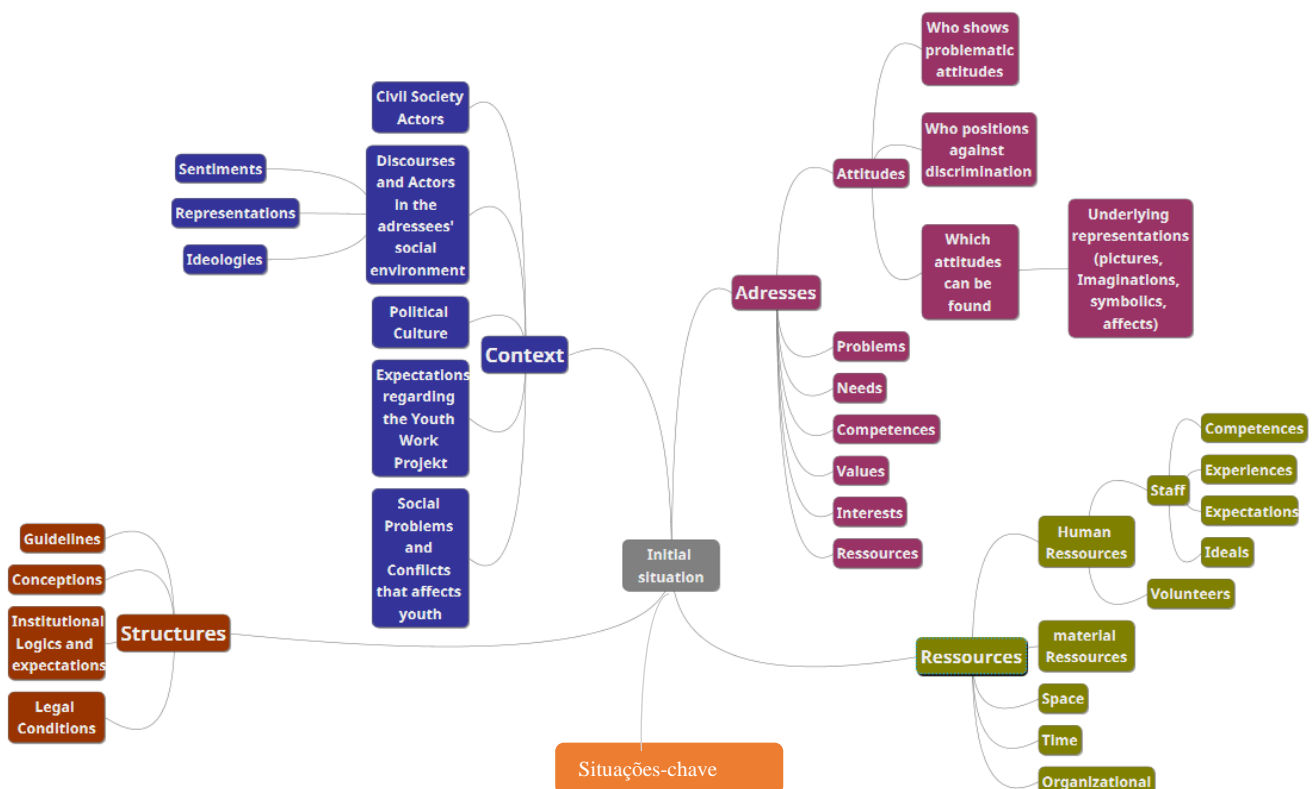 Who shows
problematic
attitudes
Civil Society
Actors
Who positions
against
discrimination
Discourses
and Actors
in the
adressees'
social
environment
Sentiments
Representations
Ideologies
Attitudes
Which
attitudes
can be
found
Underlying
representations
(pictures,
Imaginations,
symbolics,
affects)
Adresses
Political
Culture
Context
Problems
Needs
Competences
Values
Interests
Ressources
Expectations
regarding
the Youth
Work
Projekt
Social
Problems
and
Conflicts
that affects
youth
Initial
situation
Competences
Experiences
Staff
Expectations
Ideals
Human
Ressources
Volunteers
Guidelines
Conceptions
Institutional
Logics and
expectations
Structures
Legal
Conditions
Ressources
material
Ressources
Space
Time
Organizational
Situações-chave